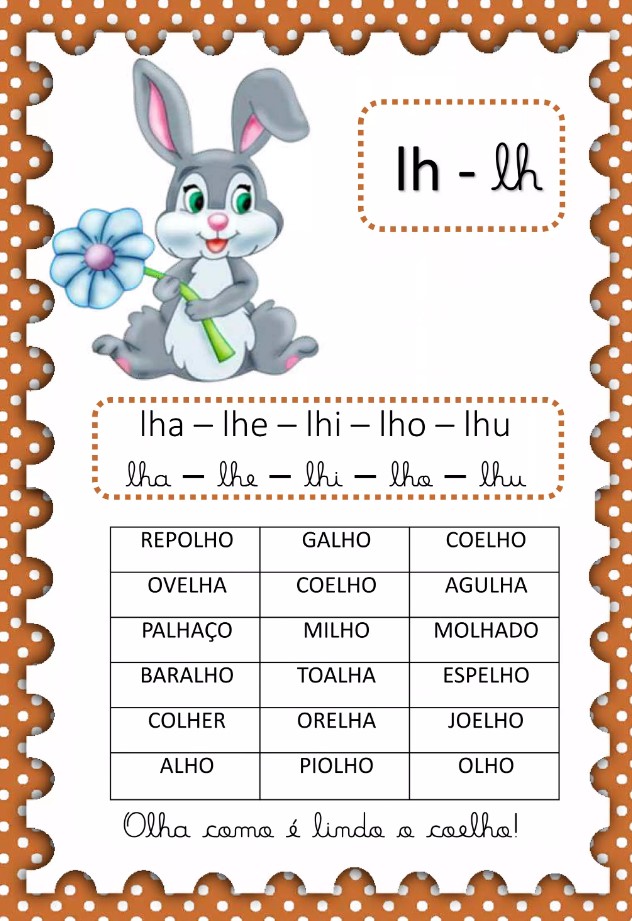 lh - lh
lha – lhe – lhi – lho – lhu
lha – lhe – lhi – lho – lhu
REPOLHO GALHO COELHO
OVELHA COELHO AGULHA
PALHAÇO MILHO MOLHADO
BARALHO TOALHA ESPELHO
COLHER ORELHA JOELHO
ALHO PIOLHO OLHO
Olha como é lindo o coelho!